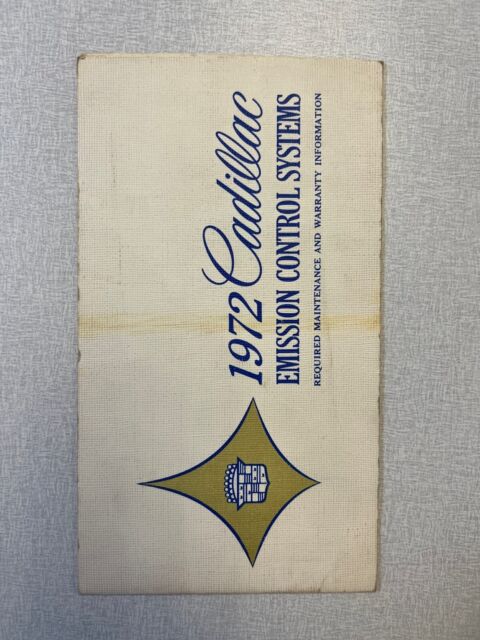 1972 Cadillac
EMISSION CONTROL SYSTEMS
REQUIRED MAINTENANCE AND WARRANTY INFORMATION